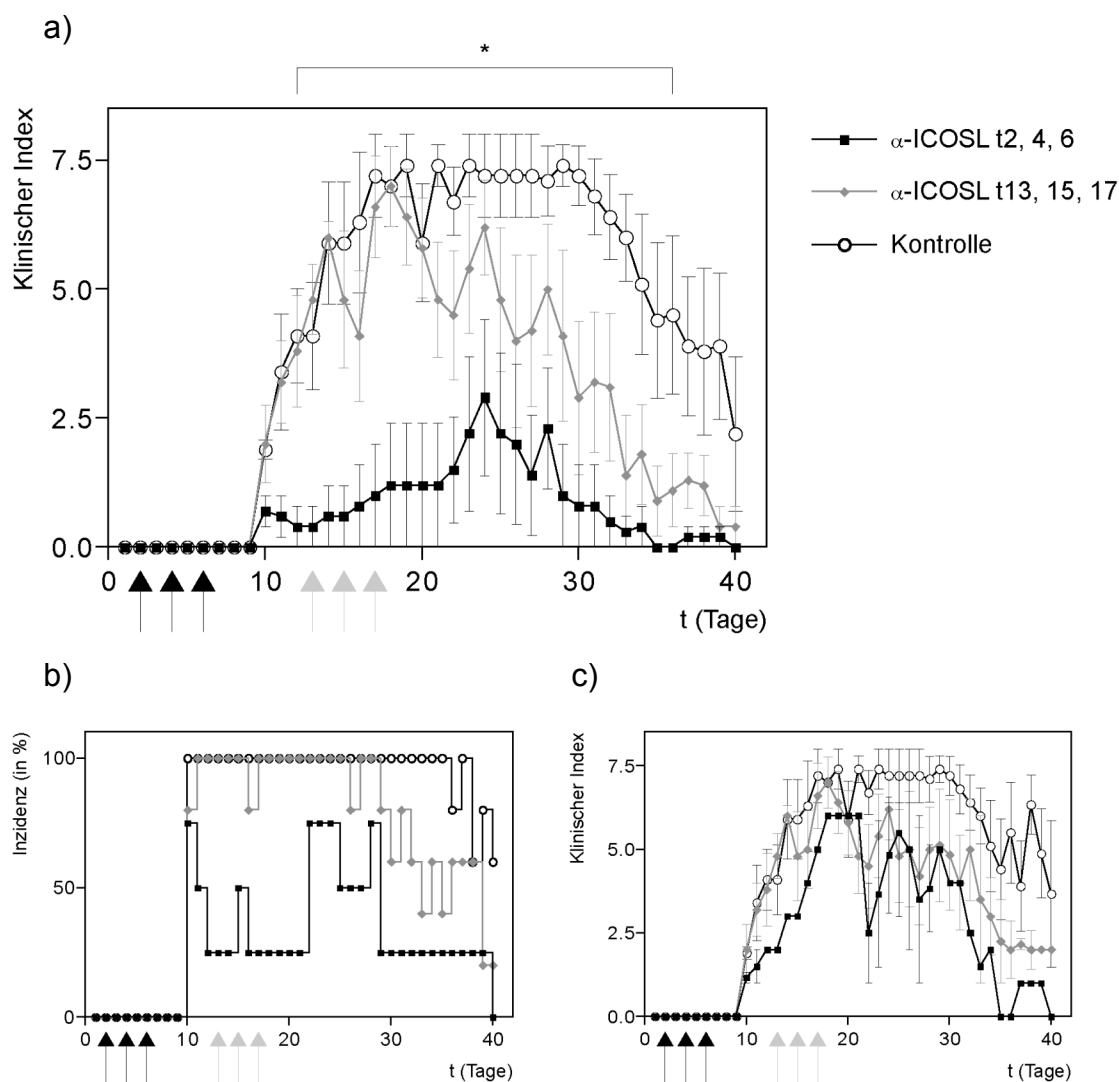 a)
*
Klinischer Index
7.5
5.0
2.5
0.0
0
10
20
30
40
t (Tage)
α-ICOSL t2, 4, 6
α-ICOSL t13, 15, 17
Kontrolle
b)
Inzidenz (in %)
100
50
0
0
10
20
30
40
t (Tage)
c)
Klinischer Index
7.5
5.0
2.5
0.0
0
10
20
30
40
t (Tage)